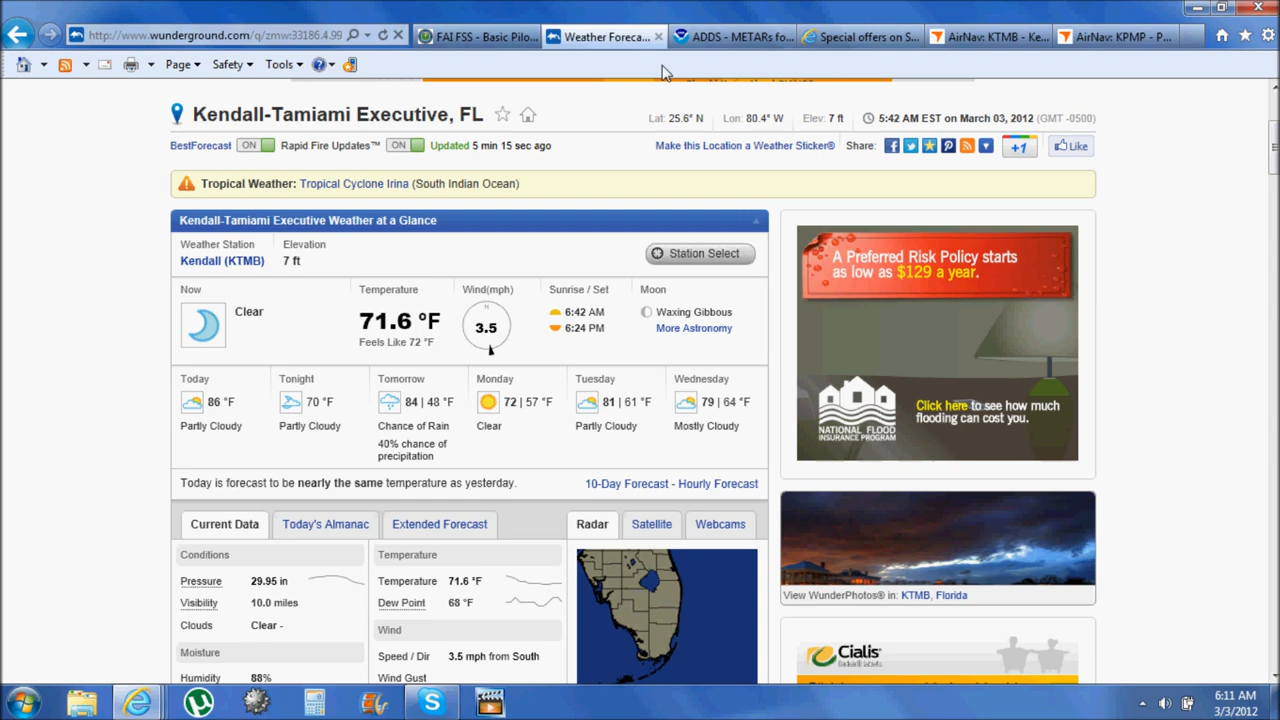 http://www.wunderground.com/q/zmw:33186.4.99
FAI FSS - Basic Pilo...
Weather Foreca...
ADDS - METARs fo...
Special offers on S...
AirNav: KTMB - Ke...
AirNav: KPMP - P...
Page
Safety
Tools
Kendall-Tamiami Executive, FL
Lat: 25.6° N
Lon: 80.4° W
Elev: 7 ft
5:42 AM EST on March 03, 2012 (GMT -0500)
BestForecast ON
Rapid Fire Updates™ ON
Updated 5 min 15 sec ago
Make this Location a Weather Sticker®
Share:
+1
Like
Tropical Weather: Tropical Cyclone Irina (South Indian Ocean)
Kendall-Tamiami Executive Weather at a Glance
Weather Station
Kendall (KTMB)
Elevation
7 ft
Station Select
Now
Clear
Temperature
71.6 °F
Feels Like 72 °F
Wind(mph)
N
3.5
Sunrise / Set
6:42 AM
6:24 PM
Moon
Waxing Gibbous
More Astronomy
Today
86 °F
Partly Cloudy
Tonight
70 °F
Partly Cloudy
Tomorrow
84 | 48 °F
Chance of Rain
40% chance of
precipitation
Monday
72 | 57 °F
Clear
Tuesday
81 | 61 °F
Partly Cloudy
Wednesday
79 | 64 °F
Mostly Cloudy
Today is forecast to be nearly the same temperature as yesterday.
10-Day Forecast - Hourly Forecast
Current Data
Today's Almanac
Extended Forecast
Radar
Satellite
Webcams
Conditions
Pressure 29.95 in
Visibility 10.0 miles
Clouds Clear -
Moisture
Humidity 88%
Temperature
Temperature 71.6 °F
Dew Point 68 °F
Wind
Speed / Dir 3.5 mph from South
Wind Gust
A Preferred Risk Policy starts
as low as $129 a year.
Click here to see how much
flooding can cost you.
NATIONAL FLOOD
INSURANCE PROGRAM
View WunderPhotos® in: KTMB, Florida
Cialis
6:11 AM
3/3/2012